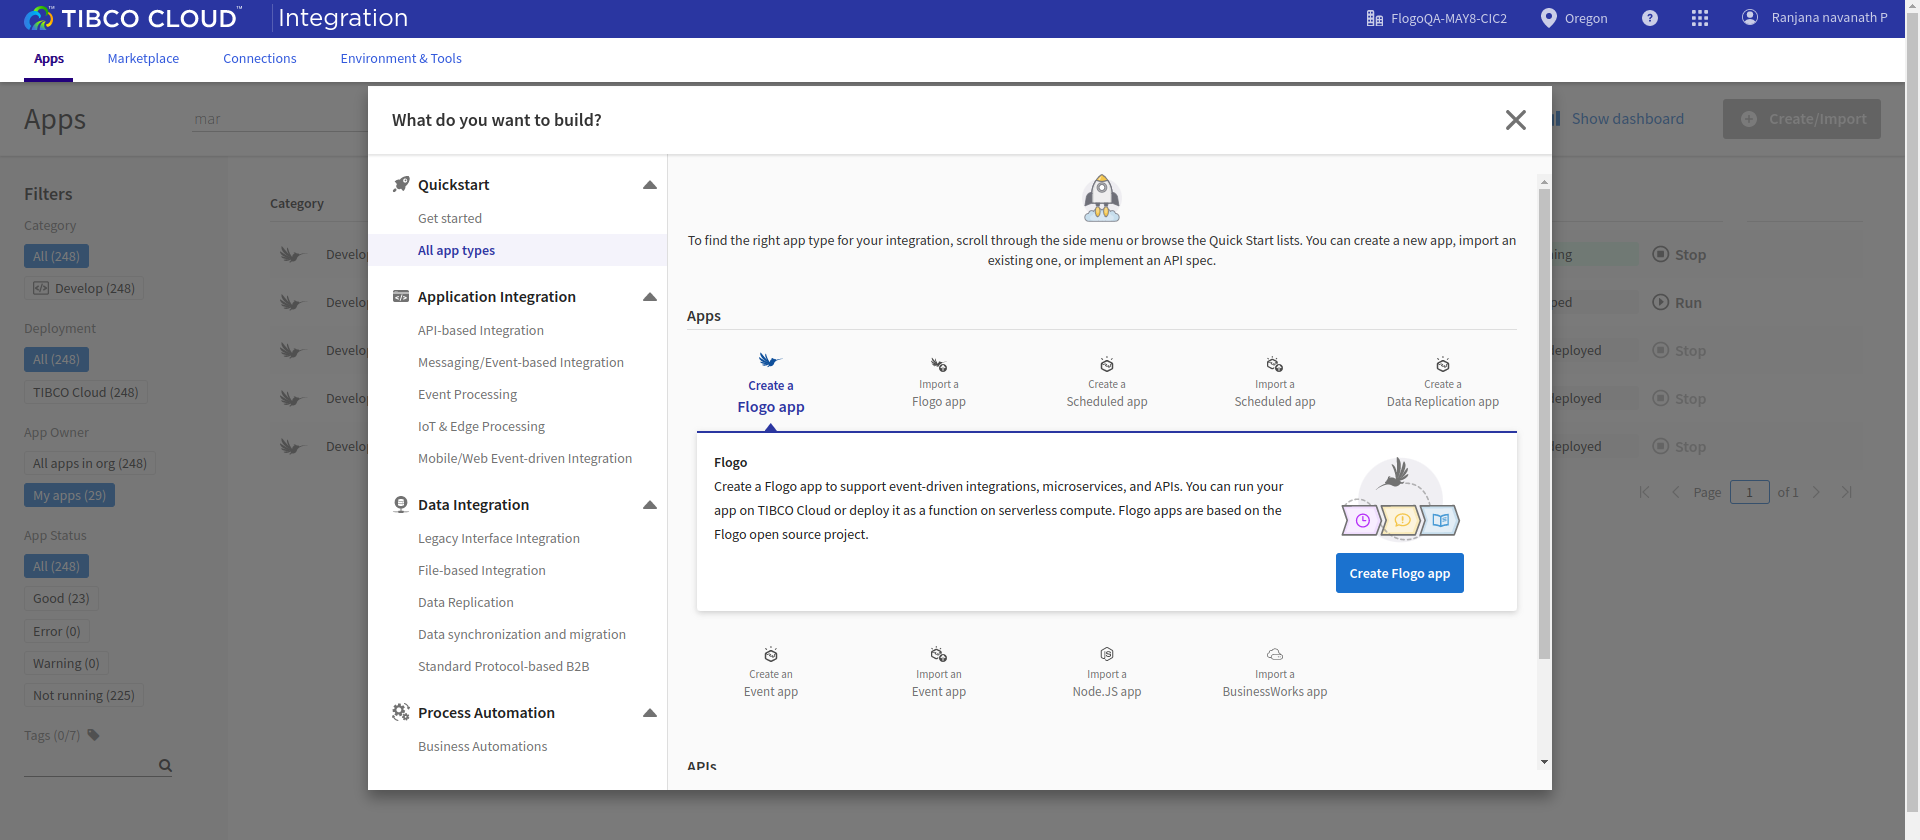 TIBCO CLOUD™ Integration
FlogoQA-MAY8-CIC2
Oregon
?
Ranjana navanath P
Apps
Marketplace
Connections
Environment & Tools
Apps
mar
Show dashboard
Create/Import
What do you want to build?
Filters
Category
All (248)
Develop (248)
Deployment
All (248)
TIBCO Cloud (248)
App Owner
All apps in org (248)
My apps (29)
App Status
All (248)
Good (23)
Error (0)
Warning (0)
Not running (225)
Tags (0/7)
Category
Develo
Develo
Develo
Develo
Develo
Quickstart
Get started
All app types
Application Integration
API-based Integration
Messaging/Event-based Integration
Event Processing
IoT & Edge Processing
Mobile/Web Event-driven Integration
Data Integration
Legacy Interface Integration
File-based Integration
Data Replication
Data synchronization and migration
Standard Protocol-based B2B
Process Automation
Business Automations
To find the right app type for your integration, scroll through the side menu or browse the Quick Start lists. You can create a new app, import an
existing one, or implement an API spec.
Apps
Create a
Flogo app
Import a
Flogo app
Create a
Scheduled app
Import a
Scheduled app
Create a
Data Replication app
Flogo
Create a Flogo app to support event-driven integrations, microservices, and APIs. You can run your
app on TIBCO Cloud or deploy it as a function on serverless compute. Flogo apps are based on the
Flogo open source project.
Create Flogo app
Create an
Event app
Import an
Event app
Import a
Node.JS app
Import a
BusinessWorks app
APIs
ing
Stop
ped
Run
deployed
Stop
deployed
Stop
deployed
Stop
Page 1 of 1